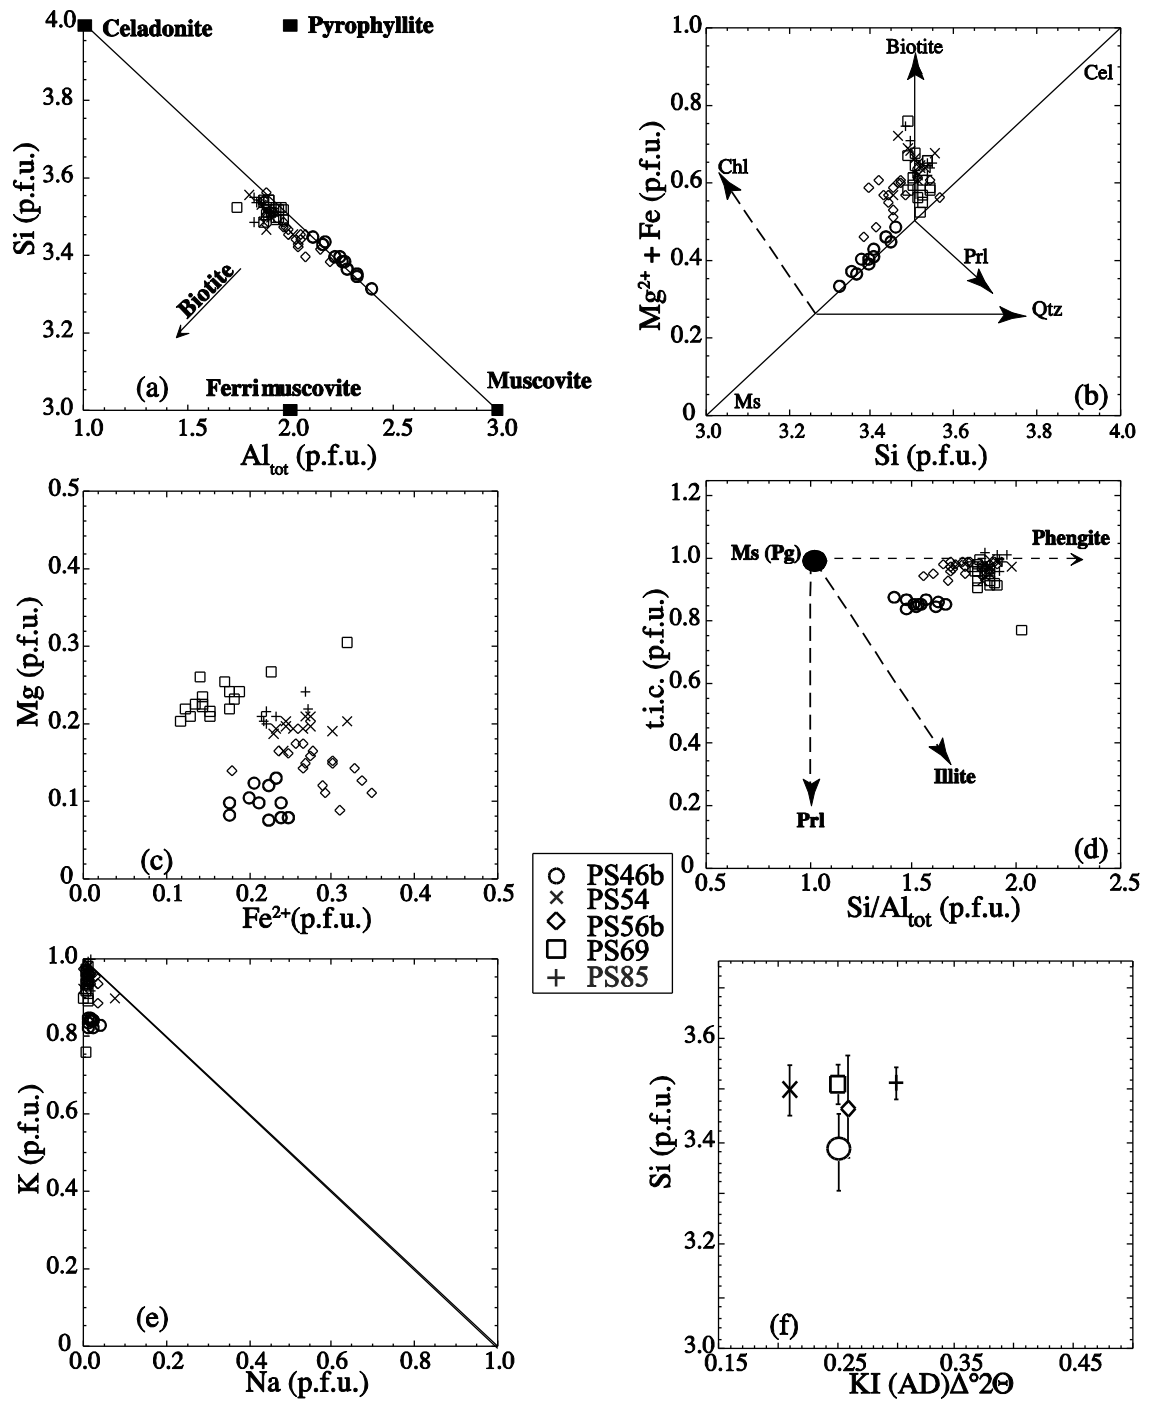 4.0
Celadonite
Pyrophyllite
3.8
3.6
3.4
3.2
3.0
Si (p.f.u.)
Biotite
(a)
Ferrimuscovite
Muscovite
1.0
1.5
2.0
2.5
3.0
Al_tot (p.f.u.)
1.0
0.8
0.6
0.4
0.2
0
Mg²⁺ + Fe (p.f.u.)
Biotite
Cel
Chl
Prl
Qtz
Ms
(b)
3.0
3.2
3.4
3.6
3.8
4.0
Si (p.f.u.)
0.5
0.4
0.3
0.2
0.1
0
Mg (p.f.u.)
(c)
0.0
0.1
0.2
0.3
0.4
0.5
Fe²⁺(p.f.u.)
1.2
1.0
0.8
0.6
0.4
0.2
0
t.i.c. (p.f.u.)
Ms (Pg)
Phengite
Illite
Prl
(d)
0.5
1.0
1.5
2.0
2.5
Si/Al_tot (p.f.u.)
PS46b
PS54
PS56b
PS69
PS85
1.0
0.8
0.6
0.4
0.2
0
K (p.f.u.)
(e)
0.0
0.2
0.4
0.6
0.8
1.0
Na (p.f.u.)
3.6
3.4
3.2
3.0
Si (p.f.u.)
(f)
0.15
0.25
0.35
0.45
KI (AD)Δ°2Θ